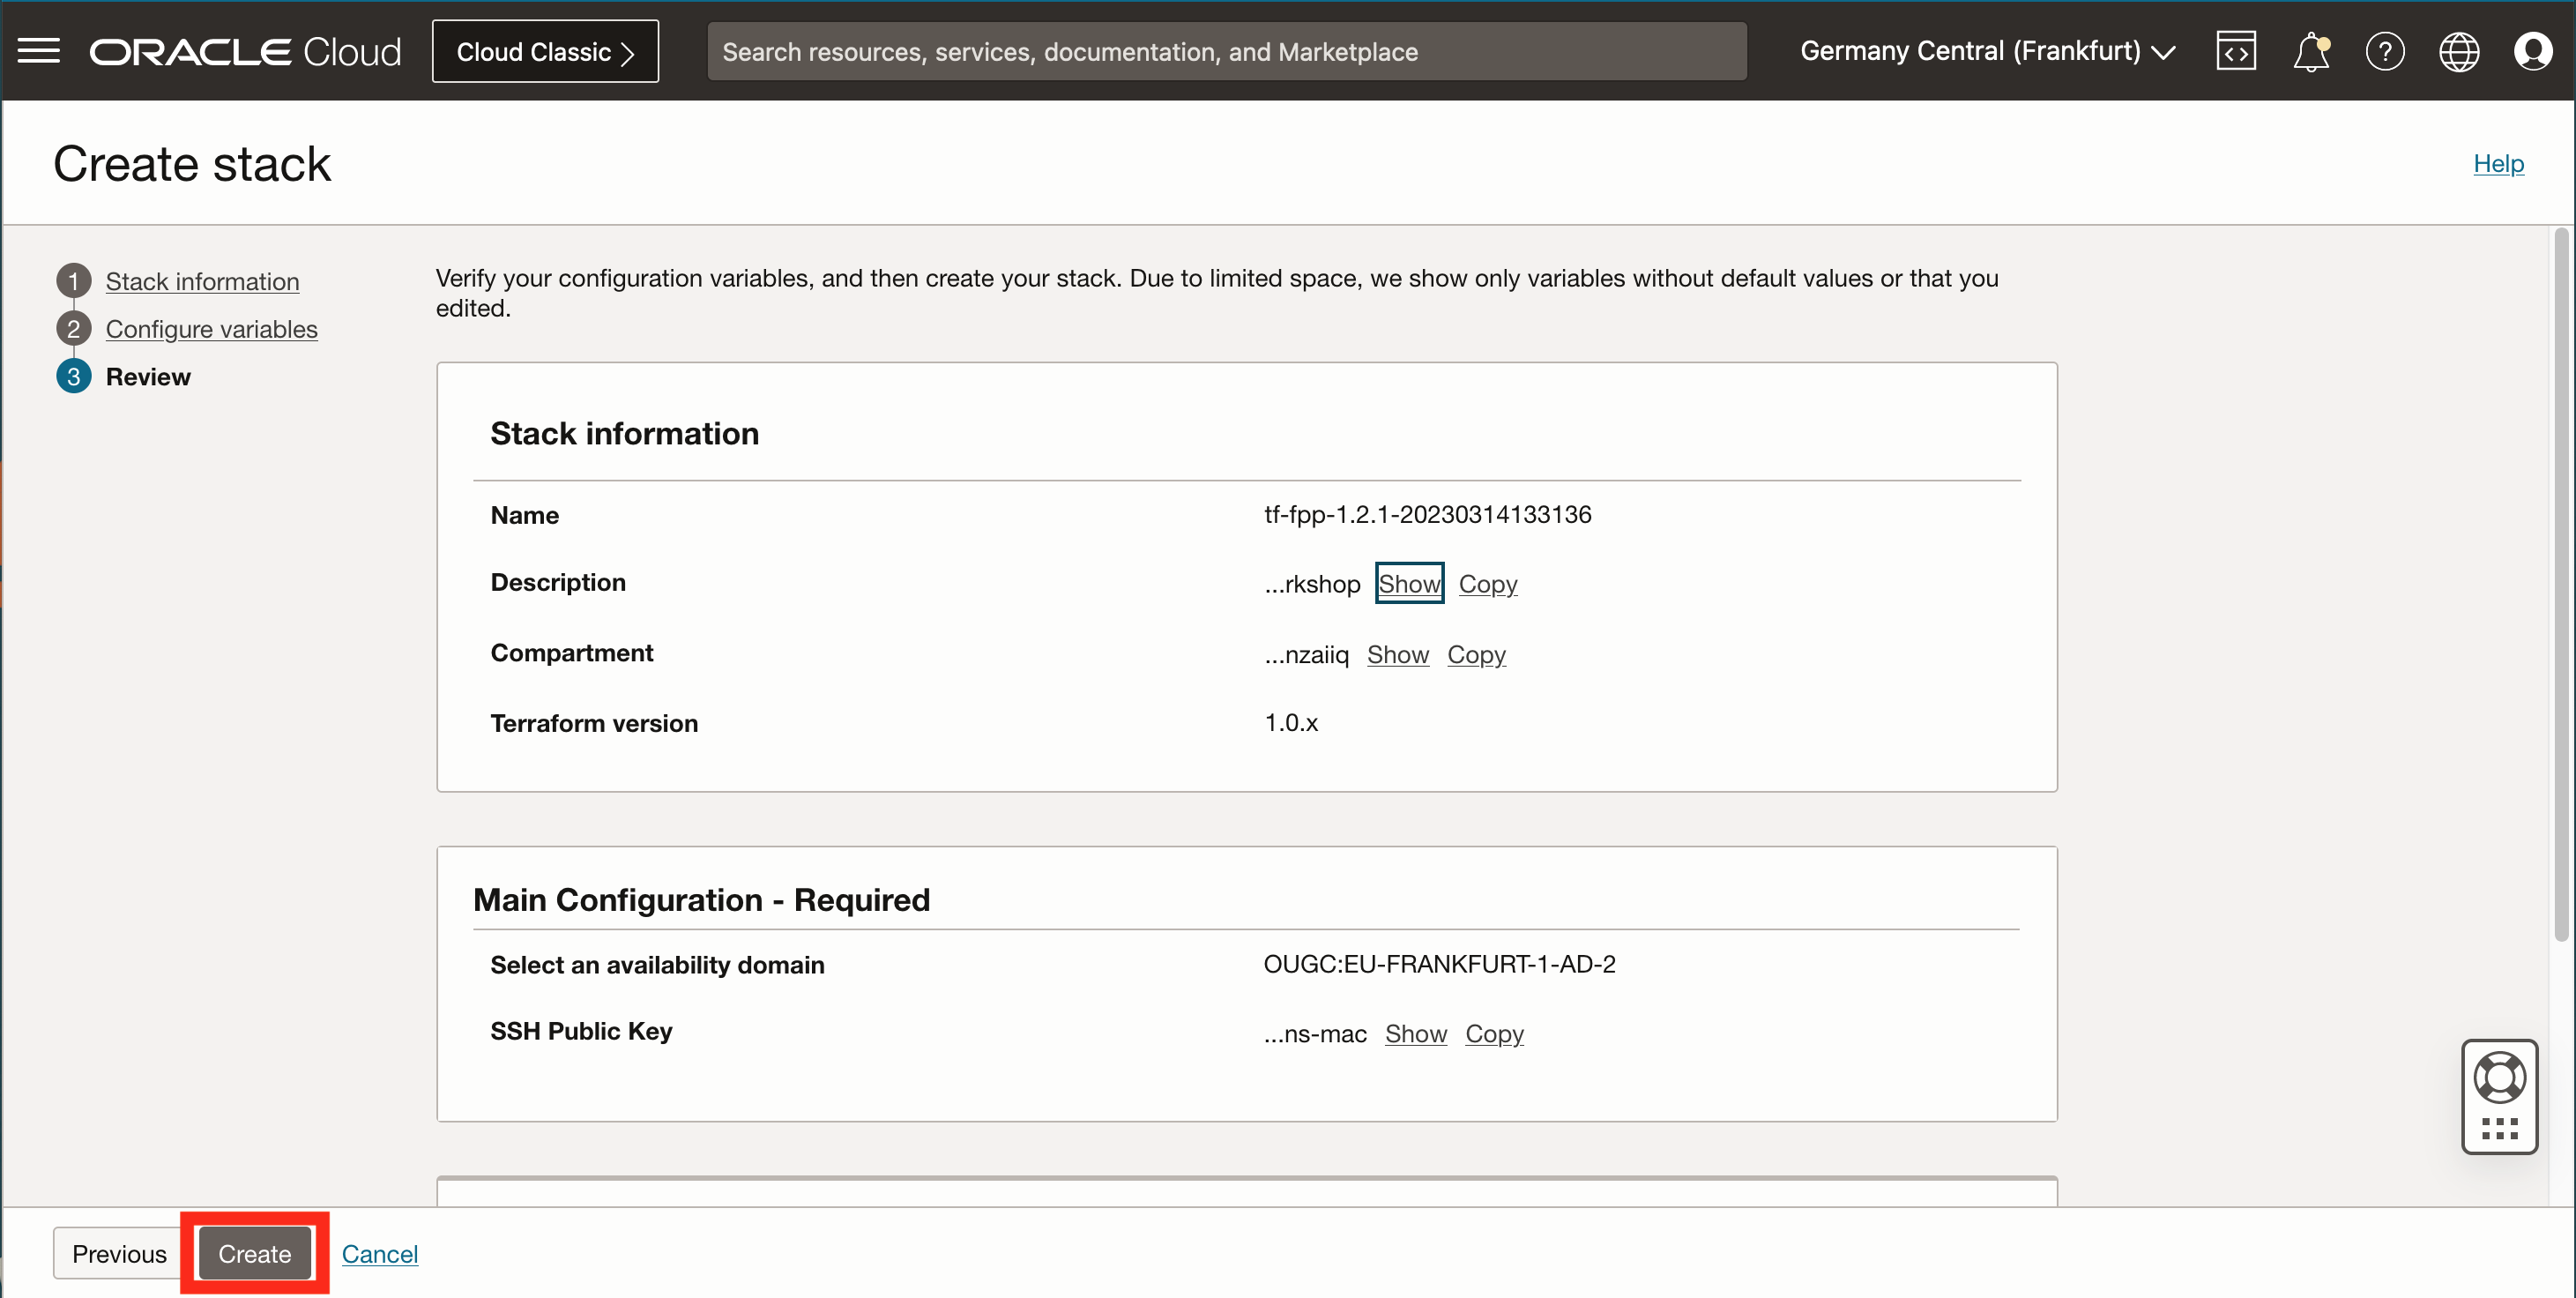 ORACLE Cloud
Cloud Classic
Search resources, services, documentation, and Marketplace
Germany Central (Frankfurt)
Create stack
Help
1 Stack information
2 Configure variables
3 Review
Verify your configuration variables, and then create your stack. Due to limited space, we show only variables without default values or that you
edited.
Stack information
Name tf-fpp-1.2.1-20230314133136
Description ...rkshop Show Copy
Compartment ...nzaiiq Show Copy
Terraform version 1.0.x
Main Configuration - Required
Select an availability domain OUGC:EU-FRANKFURT-1-AD-2
SSH Public Key ...ns-mac Show Copy
Previous Create Cancel